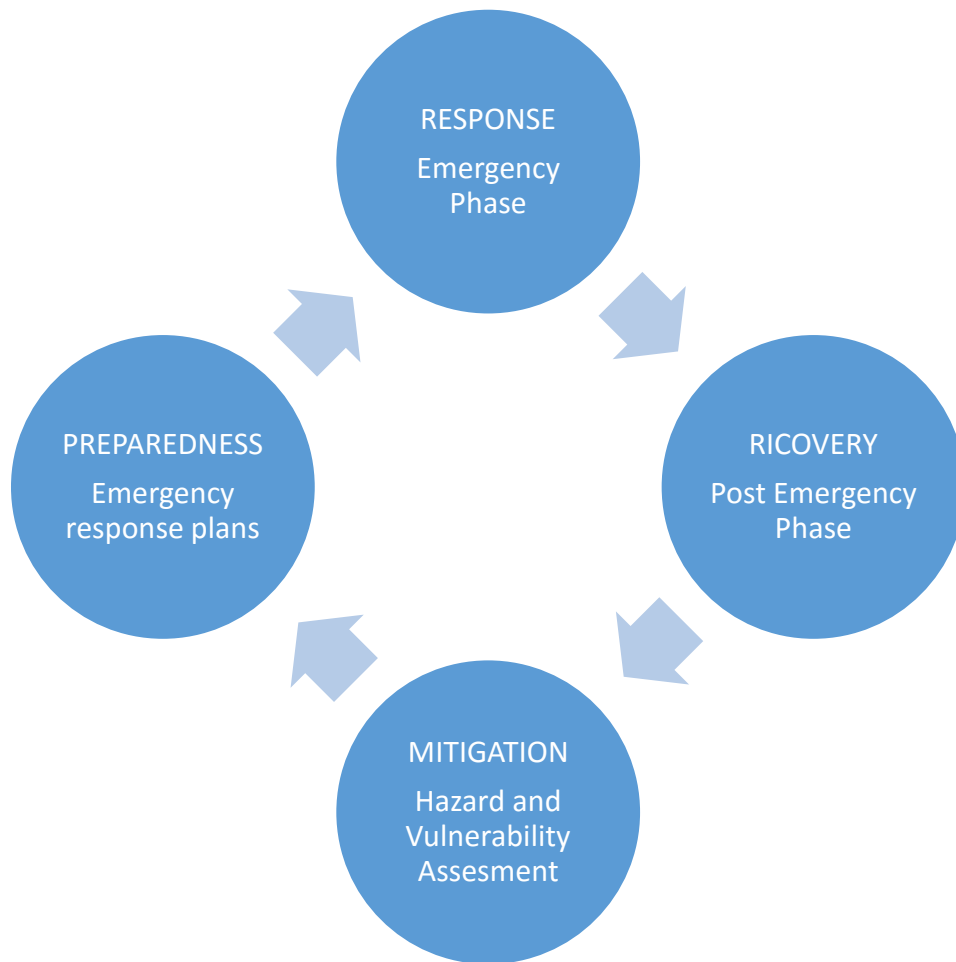 RESPONSE
Emergency
Phase
PREPAREDNESS
Emergency
response plans
RICOVERY
Post Emergency
Phase
MITIGATION
Hazard and
Vulnerability
Assesment